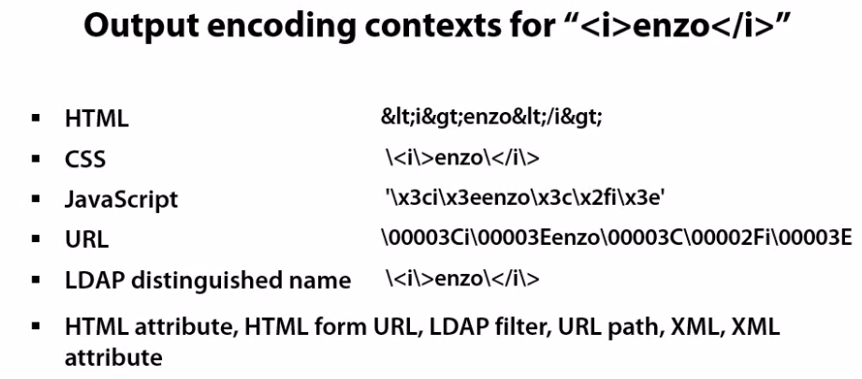 Output encoding contexts for “<i>enzo</i>”
▪ HTML &lt;i&gt;enzo&lt;/i&gt;
▪ CSS \<i\>enzo\</i\>
▪ JavaScript '\x3ci\x3eenzo\x3c\x2fi\x3e'
▪ URL \00003Ci\00003Eenzo\00003C\00002Fi\00003E
▪ LDAP distinguished name \<i\>enzo\</i\>
▪ HTML attribute, HTML form URL, LDAP filter, URL path, XML, XML
attribute